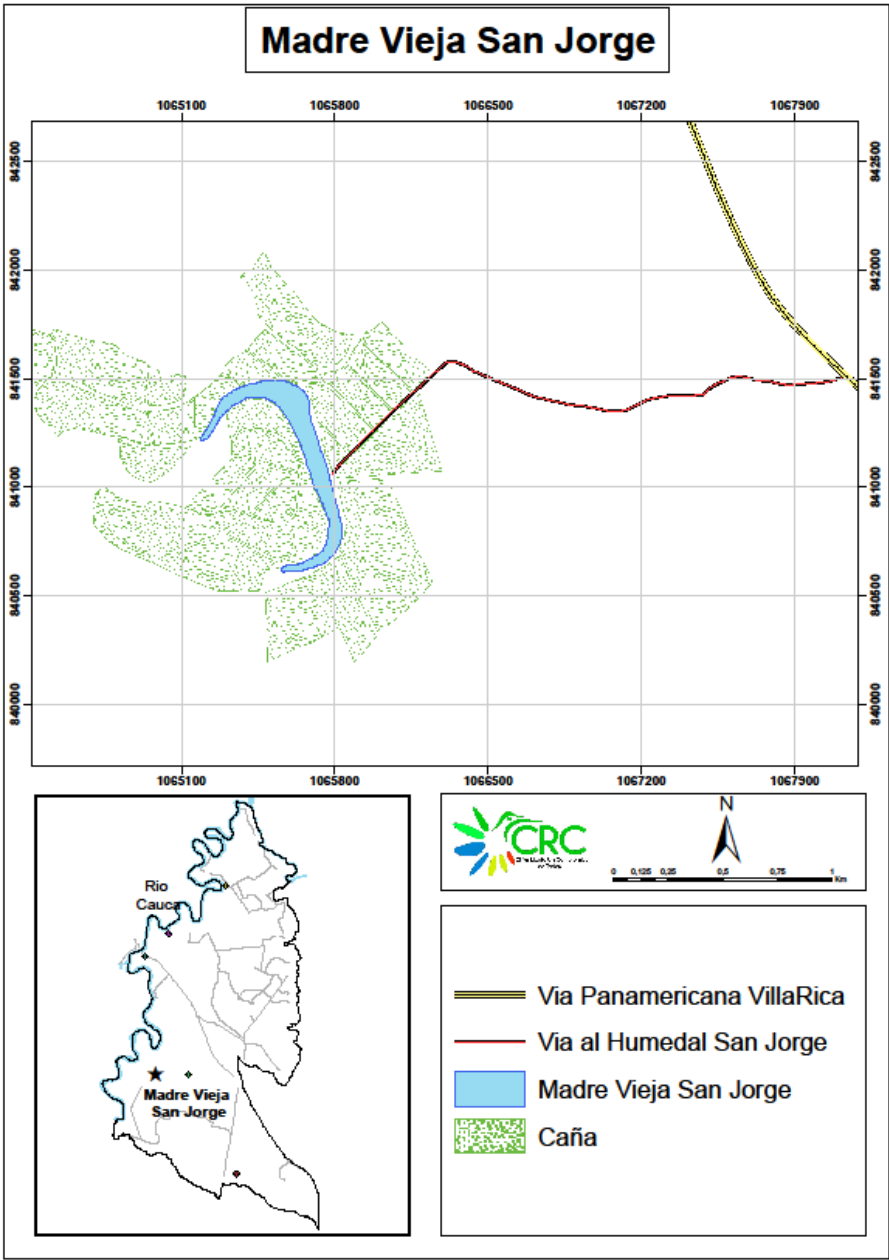 Madre Vieja San Jorge
1065100 1065800 1066500 1067200 1067900
842500 842500
842000 842000
841500 841500
841000 841000
840500 840500
840000 840000
1065100 1065800 1066500 1067200 1067900
Rio
Cauca
Madre Vieja
San Jorge
CRC
N
0 0,125 0,25 0,5 0,75 1
Km
Via Panamericana VillaRica
Via al Humedal San Jorge
Madre Vieja San Jorge
Caña